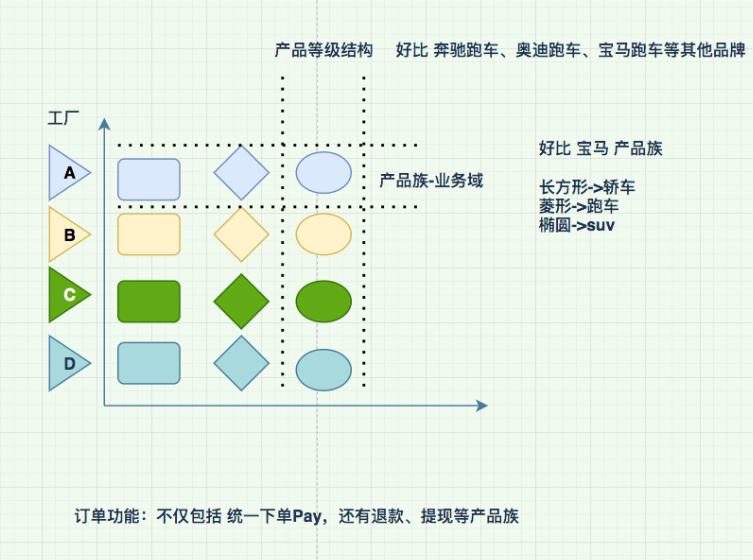 产品等级结构 好比 奔驰跑车、奥迪跑车、宝马跑车等其他品牌
工厂
好比 宝马 产品族
A
产品族-业务域
长方形->轿车
菱形->跑车
椭圆->suv
B
C
D
订单功能：不仅包括 统一下单Pay，还有退款、提现等产品族